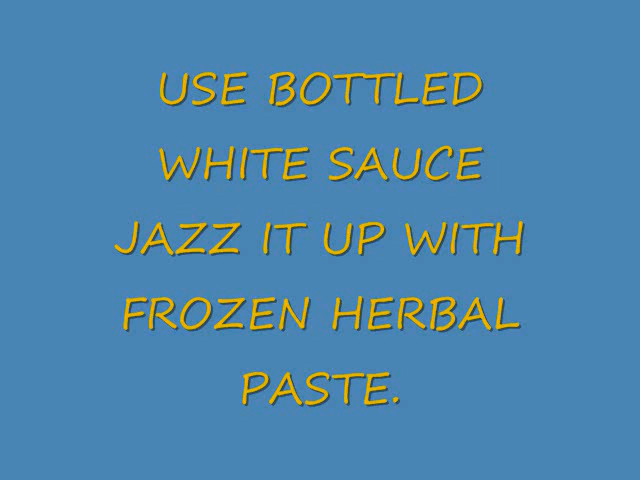 USE BOTTLED
WHITE SAUCE
JAZZ IT UP WITH
FROZEN HERBAL
PASTE.